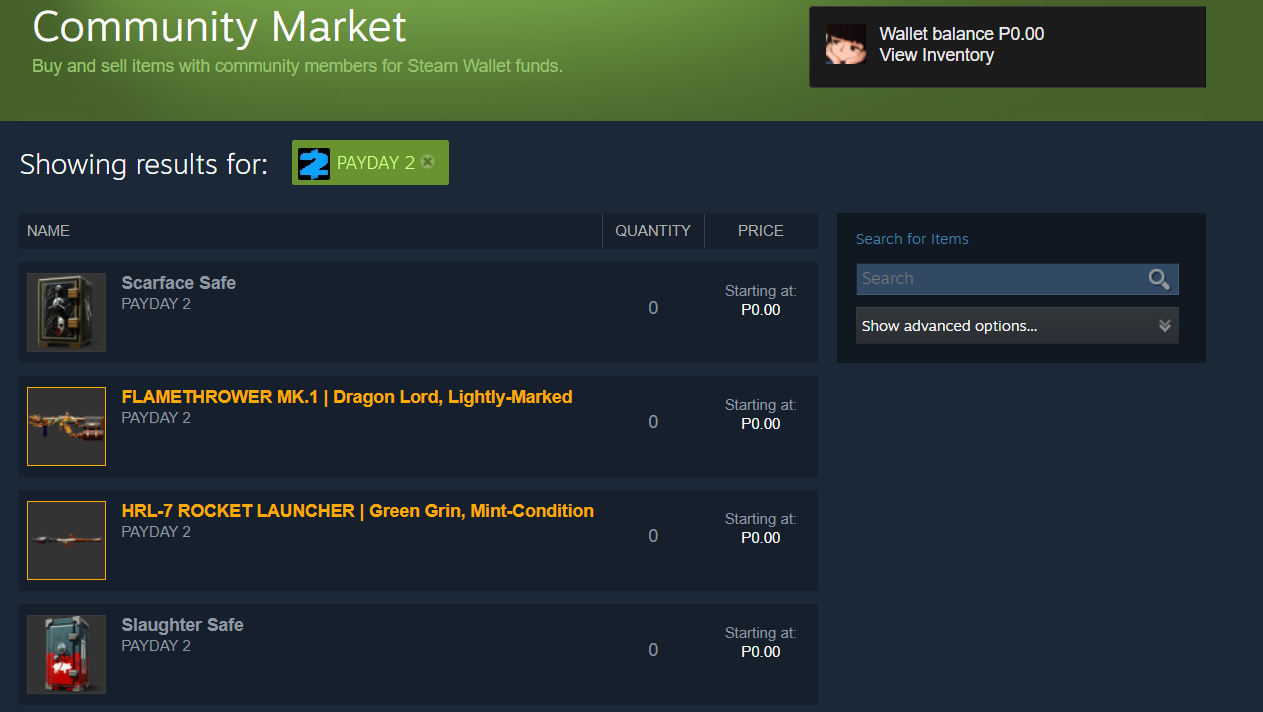 Community Market
Buy and sell items with community members for Steam Wallet funds.
Wallet balance P0.00
View Inventory
Showing results for:
PAYDAY 2
NAME
QUANTITY
PRICE
Scarface Safe
PAYDAY 2
0
Starting at:
P0.00
FLAMETHROWER MK.1 | Dragon Lord, Lightly-Marked
PAYDAY 2
0
Starting at:
P0.00
HRL-7 ROCKET LAUNCHER | Green Grin, Mint-Condition
PAYDAY 2
0
Starting at:
P0.00
Slaughter Safe
PAYDAY 2
0
Starting at:
P0.00
Search for Items
Search
Show advanced options...